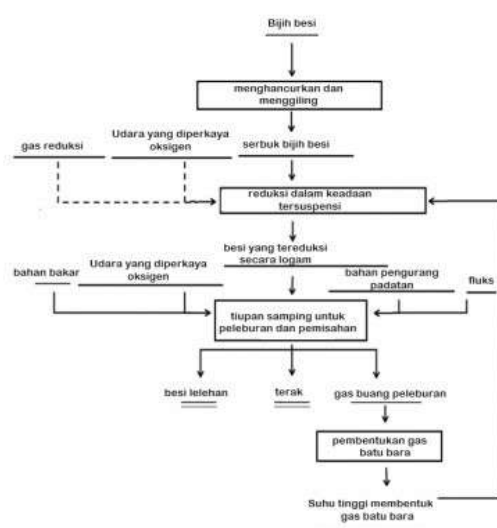 Bijih besi
menghancurkan dan
menggiling
gas reduksi
Udara yang diperkaya
oksigen
serbuk bijih besi
reduksi dalam keadaan
tersuspensi
besi yang tereduksi
secara logam
bahan bakar
Udara yang diperkaya
oksigen
bahan pengurang
padatan
fluks
tiupan samping untuk
peleburan dan pemisahan
besi lelehan
terak
gas buang peleburan
pembentukan gas
batu bara
Suhu tinggi membentuk
gas batu bara